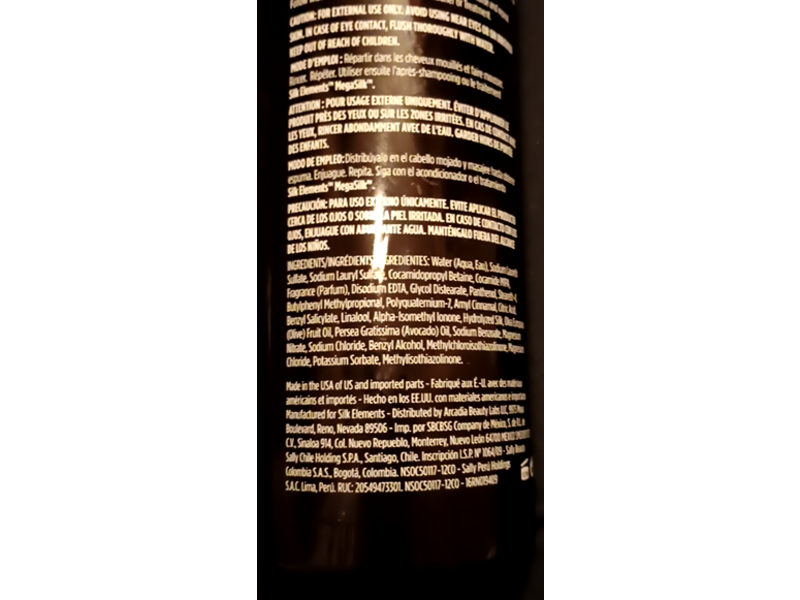 CAUTION: FOR EXTERNAL USE ONLY. AVOID USING NEAR EYES OR ON
SKIN. IN CASE OF EYE CONTACT, FLUSH THOROUGHLY WITH WATER.
KEEP OUT OF REACH OF CHILDREN.
MODE D'EMPLOI : Répartir dans les cheveux mouillés et faire mousser.
Rincer. Répéter. Utiliser ensuite l'après-shampooing ou le traitement
Silk Elements™ MegaSilk™.
ATTENTION : POUR USAGE EXTERNE UNIQUEMENT. ÉVITER D'APPLIQUER LE
PRODUIT PRÈS DES YEUX OU SUR LES ZONES IRRITÉES. EN CAS DE CONTACT AVEC
LES YEUX, RINCER ABONDAMMENT AVEC DE L'EAU. GARDER HORS DE PORTÉE
DES ENFANTS.
MODO DE EMPLEO: Distribúyalo en el cabello mojado y masajee hasta obtener
espuma. Enjuague. Repita. Siga con el acondicionador o el tratamiento
Silk Elements™ MegaSilk™.
PRECAUCIÓN: PARA USO EXTERNO ÚNICAMENTE. EVITE APLICAR EL PRODUCTO
CERCA DE LOS OJOS O SOBRE LA PIEL IRRITADA. EN CASO DE CONTACTO CON LOS
OJOS, ENJUAGUE CON ABUNDANTE AGUA. MANTÉNGALO FUERA DEL ALCANCE
DE LOS NIÑOS.
INGREDIENTS/INGRÉDIENTS/INGREDIENTES: Water (Aqua, Eau), Sodium Laureth
Sulfate, Sodium Lauryl Sulfate, Cocamidopropyl Betaine, Cocamide MIPA,
Fragrance (Parfum), Disodium EDTA, Glycol Distearate, Panthenol, Steareth-4,
Butylphenyl Methylpropional, Polyquaternium-7, Amyl Cinnamal, Citric Acid,
Benzyl Salicylate, Linalool, Alpha-Isomethyl Ionone, Hydrolyzed Silk, Olea Europaea
(Olive) Fruit Oil, Persea Gratissima (Avocado) Oil, Sodium Benzoate, Magnesium
Nitrate, Sodium Chloride, Benzyl Alcohol, Methylchloroisothiazolinone, Magnesium
Chloride, Potassium Sorbate, Methylisothiazolinone.
Made in the USA of US and imported parts - Fabriqué aux É.-U. avec des matériaux
américains et importés - Hecho en los EE.UU. con materiales americanos e importados
Manufactured for Silk Elements - Distributed by Arcadia Beauty Labs LLC, 9975
Boulevard, Reno, Nevada 89506 - Imp. por SBCBSG Company de México, S. de R.L. de
C.V., Sinaloa 914, Col. Nuevo Repueblo, Monterrey, Nuevo León 64700 MEXICO
Sally Chile Holding S.P.A., Santiago, Chile. Inscripción I.S.P. Nº 1064/09 - Sally Beauty
Colombia S.A.S., Bogotá, Colombia. NSOC50117-12CO - Sally Perú Holdings
S.A.C. Lima, Perú. RUC: 20549473301. NSOC50117-12CO - 16RN019409